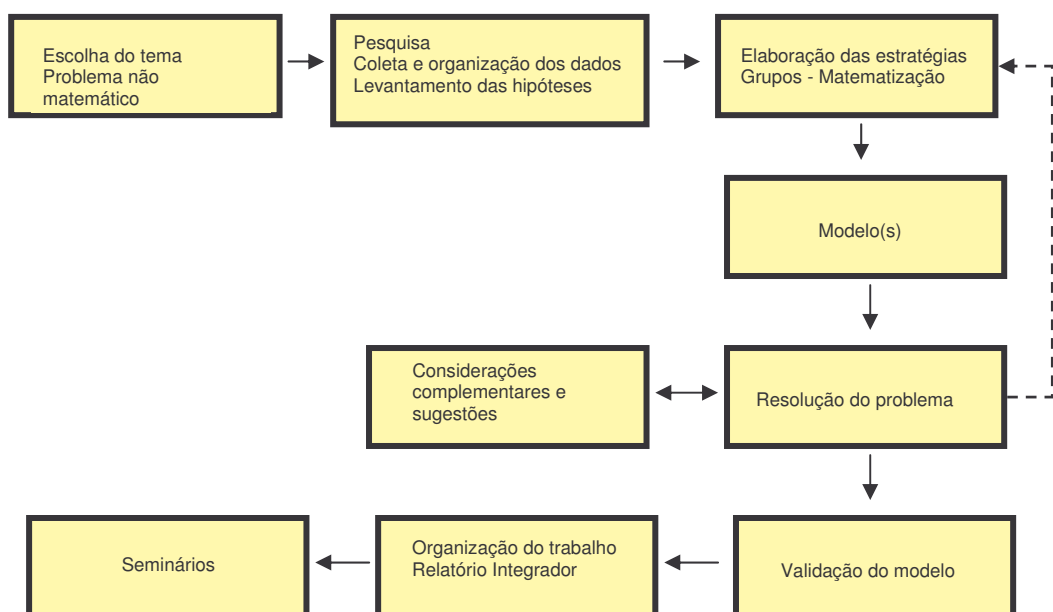 Escolha do tema
Problema não
matemático
Pesquisa
Coleta e organização dos dados
Levantamento das hipóteses
Elaboração das estratégias
Grupos - Matematização
Modelo(s)
Considerações
complementares e
sugestões
Resolução do problema
Seminários
Organização do trabalho
Relatório Integrador
Validação do modelo